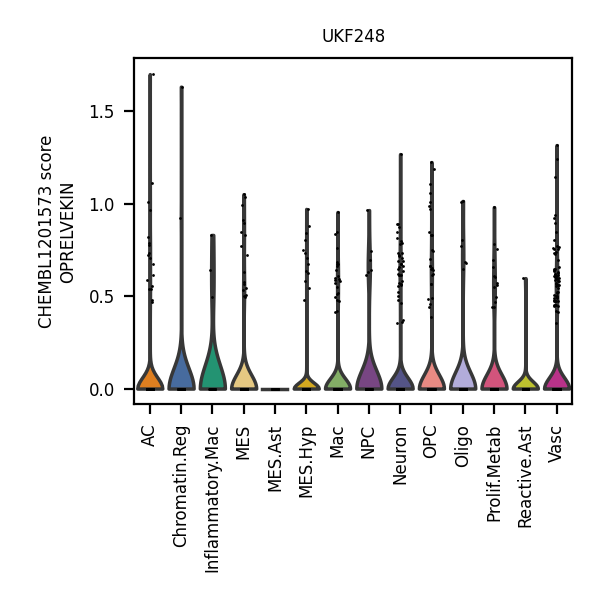 UKF248
CHEMBL1201573 score
OPRELVEKIN
1.5
1.0
0.5
0.0
AC
Chromatin.Reg
Inflammatory.Mac
MES
MES.Ast
MES.Hyp
Mac
NPC
Neuron
OPC
Oligo
Prolif.Metab
Reactive.Ast
Vasc